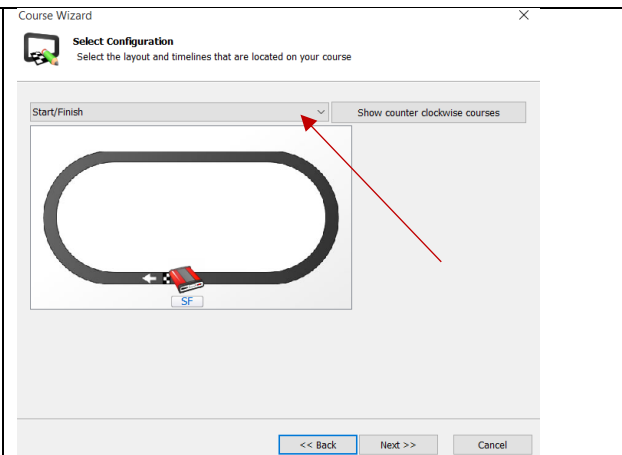 Course Wizard
Select Configuration
Select the layout and timelines that are located on your course
Start/Finish
Show counter clockwise courses
SF
<< Back
Next >>
Cancel